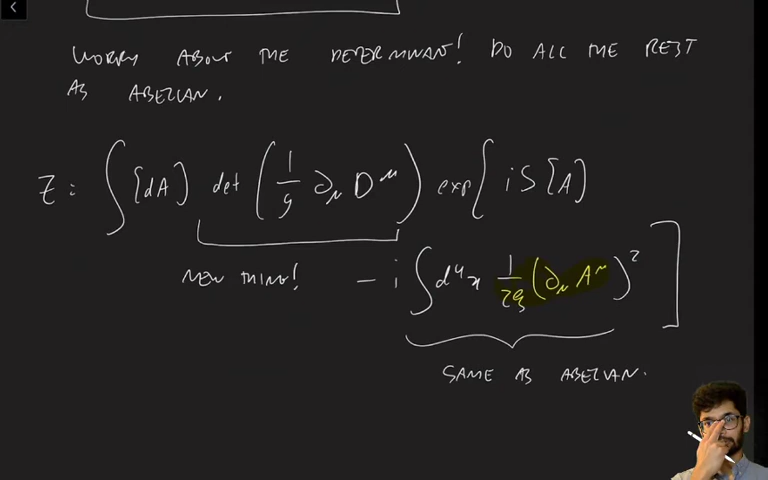 WORRY ABOUT THE DETERMINANT! DO ALL THE REST
AS ABELIAN.
Z = ∫ [dA] det ( 1/g ∂_μ D^μ ) exp[ iS[A]
NEW THING! − i ∫ d⁴x 1/2ξ (∂_μ A^μ)² ]
SAME AS ABELIAN.